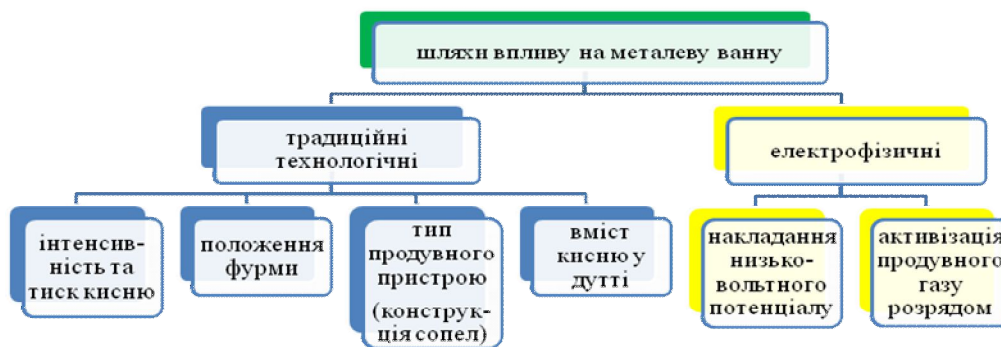 шляхи впливу на металеву ванну
традиційні
технологічні
електрофізичні
інтенсив-
ність та
тиск кисню
положення
фурми
тип
продувного
пристрою
(конструк-
ція сопел)
вміст
кисню у
дутті
накладання
низько-
вольтного
потенціалу
активізація
продувного
газу
розрядом